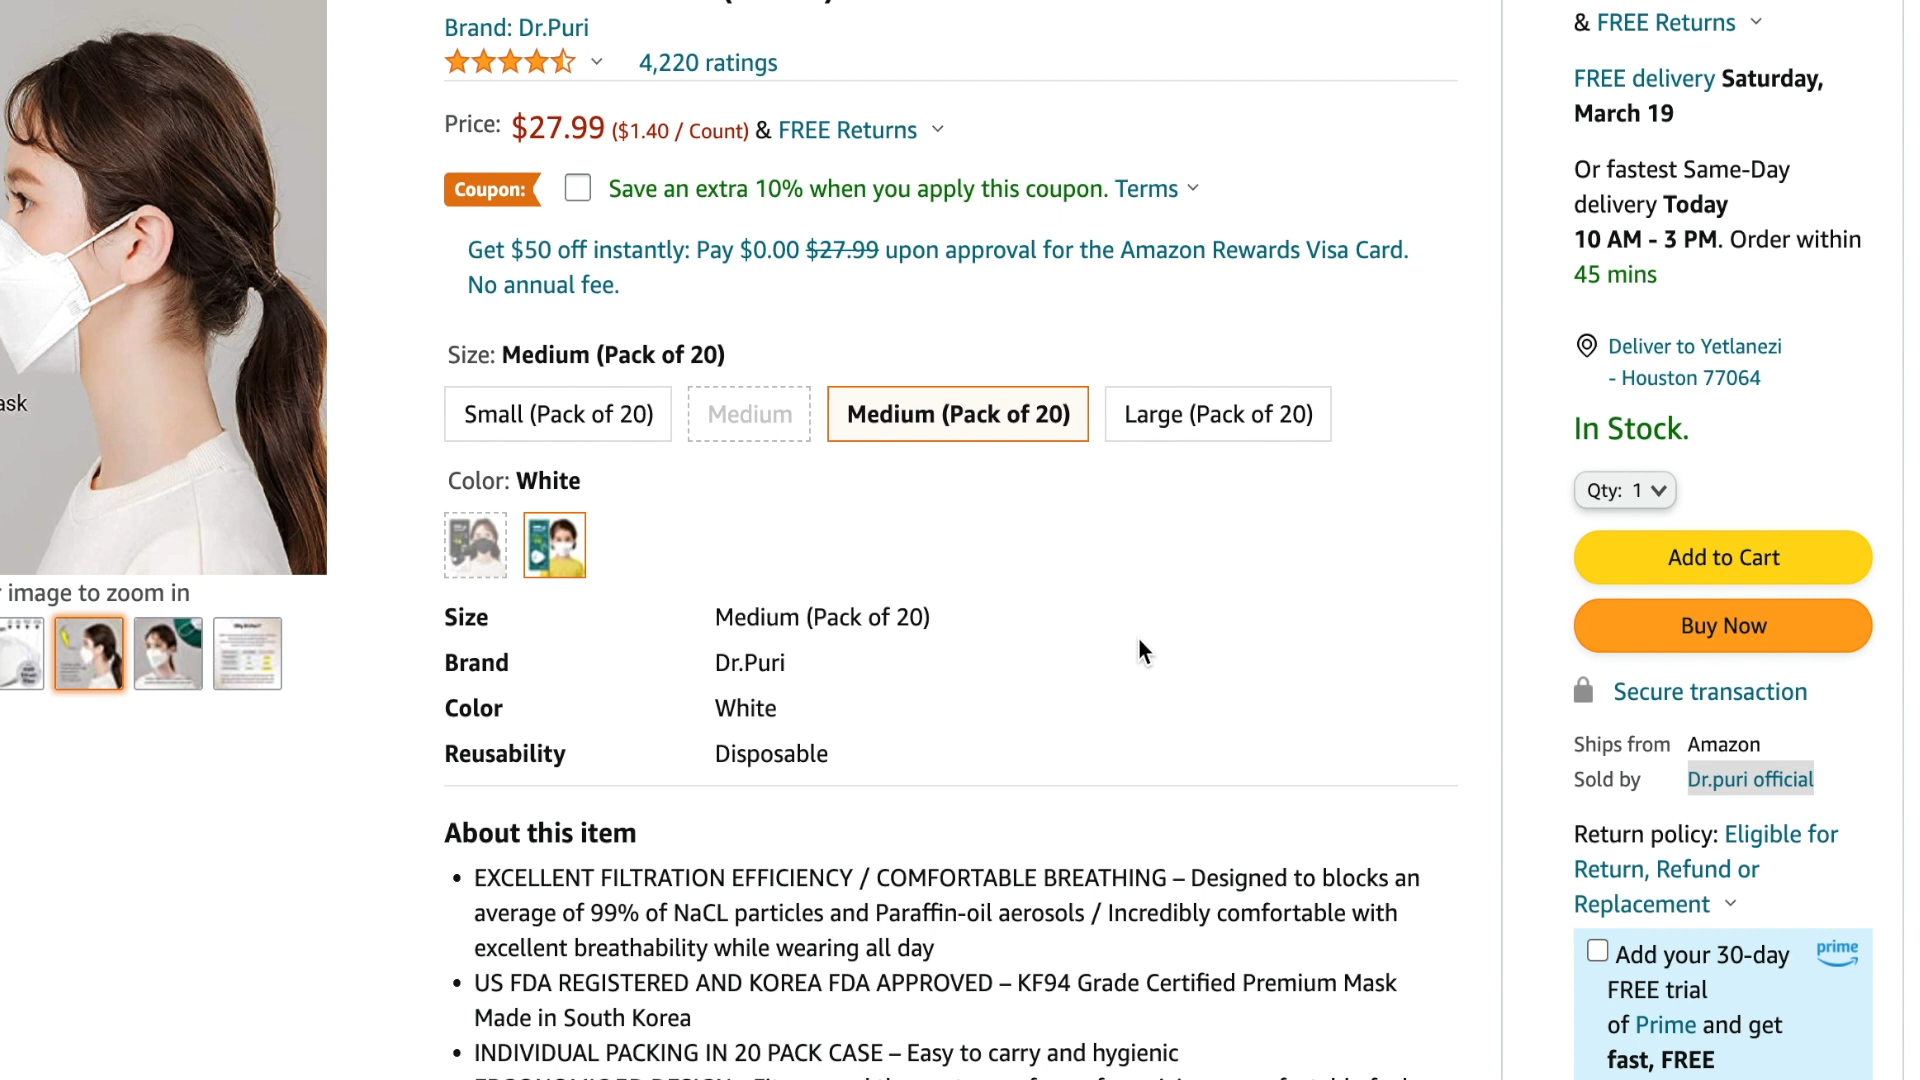 Brand: Dr.Puri
4,220 ratings
Price: $27.99 ($1.40 / Count) & FREE Returns
Coupon: Save an extra 10% when you apply this coupon. Terms
Get $50 off instantly: Pay $0.00 $27.99 upon approval for the Amazon Rewards Visa Card.
No annual fee.
Size: Medium (Pack of 20)
Small (Pack of 20)
Medium
Medium (Pack of 20)
Large (Pack of 20)
Color: White
Size Medium (Pack of 20)
Brand Dr.Puri
Color White
Reusability Disposable
About this item
• EXCELLENT FILTRATION EFFICIENCY / COMFORTABLE BREATHING – Designed to blocks an
average of 99% of NaCL particles and Paraffin-oil aerosols / Incredibly comfortable with
excellent breathability while wearing all day
• US FDA REGISTERED AND KOREA FDA APPROVED – KF94 Grade Certified Premium Mask
Made in South Korea
• INDIVIDUAL PACKING IN 20 PACK CASE – Easy to carry and hygienic
ask
image to zoom in
& FREE Returns
FREE delivery Saturday,
March 19
Or fastest Same-Day
delivery Today
10 AM - 3 PM. Order within
45 mins
Deliver to Yetlanezi
- Houston 77064
In Stock.
Qty: 1
Add to Cart
Buy Now
Secure transaction
Ships from Amazon
Sold by Dr.puri official
Return policy: Eligible for
Return, Refund or
Replacement
Add your 30-day
prime
FREE trial
of Prime and get
fast, FREE